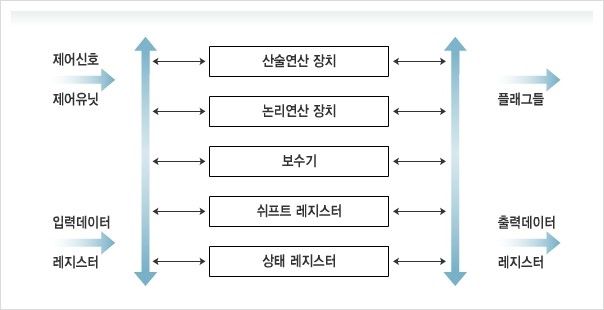 제어신호
제어유닛
입력데이터
레지스터
산술연산 장치
논리연산 장치
보수기
쉬프트 레지스터
상태 레지스터
플래그들
출력데이터
레지스터